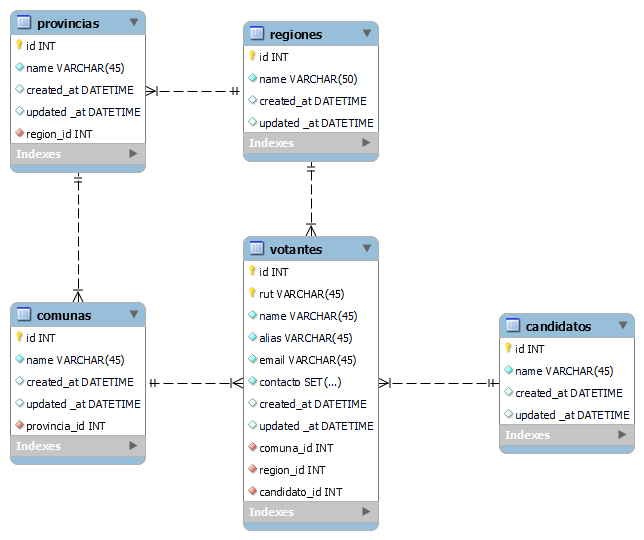 provincias
id INT
name VARCHAR(45)
created_at DATETIME
updated _at DATETIME
region_id INT
Indexes
regiones
id INT
name VARCHAR(50)
created_at DATETIME
updated _at DATETIME
Indexes
comunas
id INT
name VARCHAR(45)
created_at DATETIME
updated _at DATETIME
provincia_id INT
Indexes
votantes
id INT
rut VARCHAR(45)
name VARCHAR(45)
alias VARCHAR(45)
email VARCHAR(45)
contacto SET(...)
created_at DATETIME
updated _at DATETIME
comuna_id INT
region_id INT
candidato_id INT
Indexes
candidatos
id INT
name VARCHAR(45)
created_at DATETIME
updated _at DATETIME
Indexes